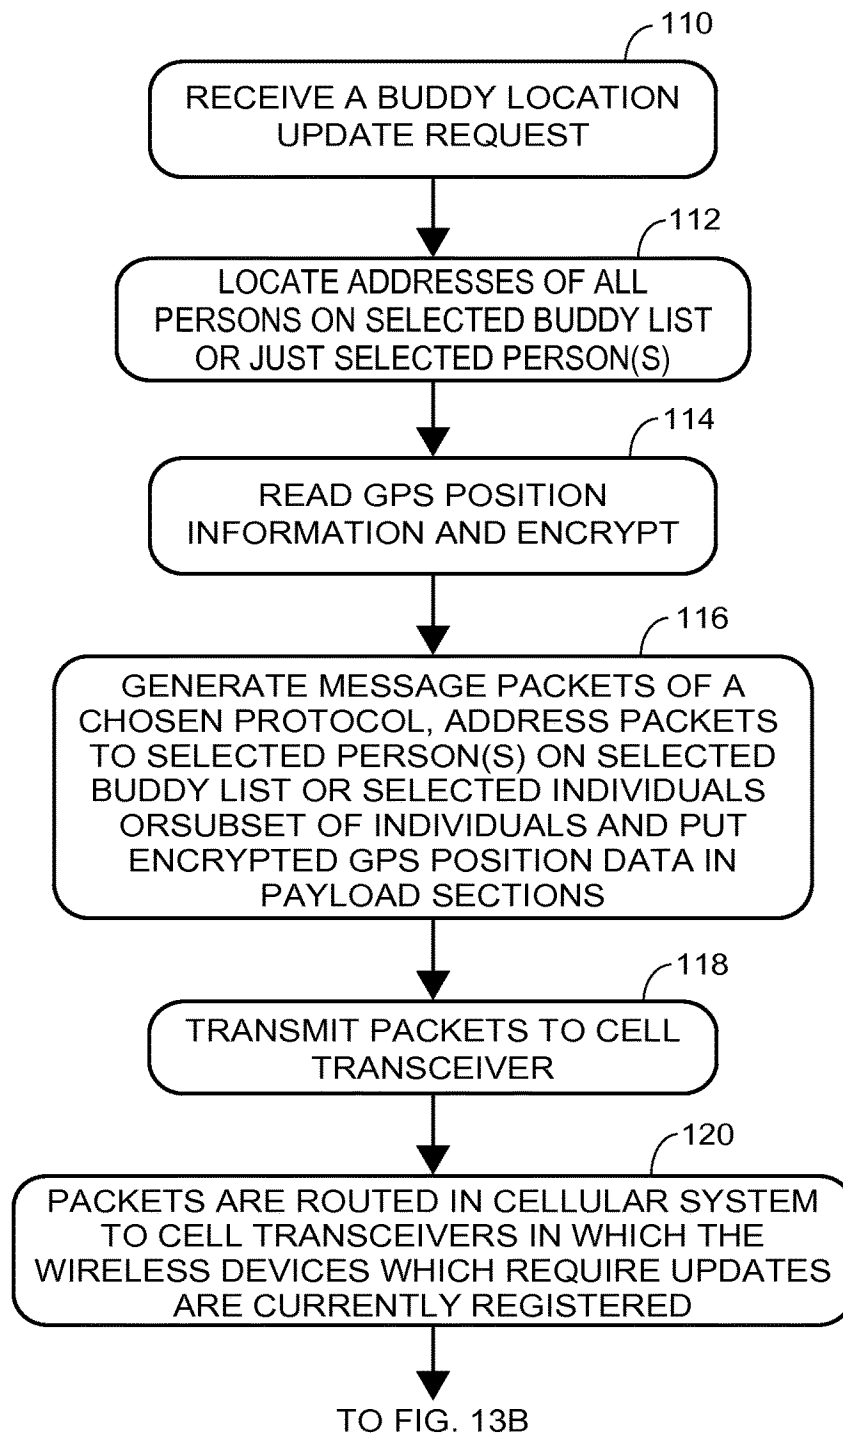 110
RECEIVE A BUDDY LOCATION
UPDATE REQUEST
112
LOCATE ADDRESSES OF ALL
PERSONS ON SELECTED BUDDY LIST
OR JUST SELECTED PERSON(S)
114
READ GPS POSITION
INFORMATION AND ENCRYPT
116
GENERATE MESSAGE PACKETS OF A
CHOSEN PROTOCOL, ADDRESS PACKETS
TO SELECTED PERSON(S) ON SELECTED
BUDDY LIST OR SELECTED INDIVIDUALS
ORSUBSET OF INDIVIDUALS AND PUT
ENCRYPTED GPS POSITION DATA IN
PAYLOAD SECTIONS
118
TRANSMIT PACKETS TO CELL
TRANSCEIVER
120
PACKETS ARE ROUTED IN CELLULAR SYSTEM
TO CELL TRANSCEIVERS IN WHICH THE
WIRELESS DEVICES WHICH REQUIRE UPDATES
ARE CURRENTLY REGISTERED
TO FIG. 13B